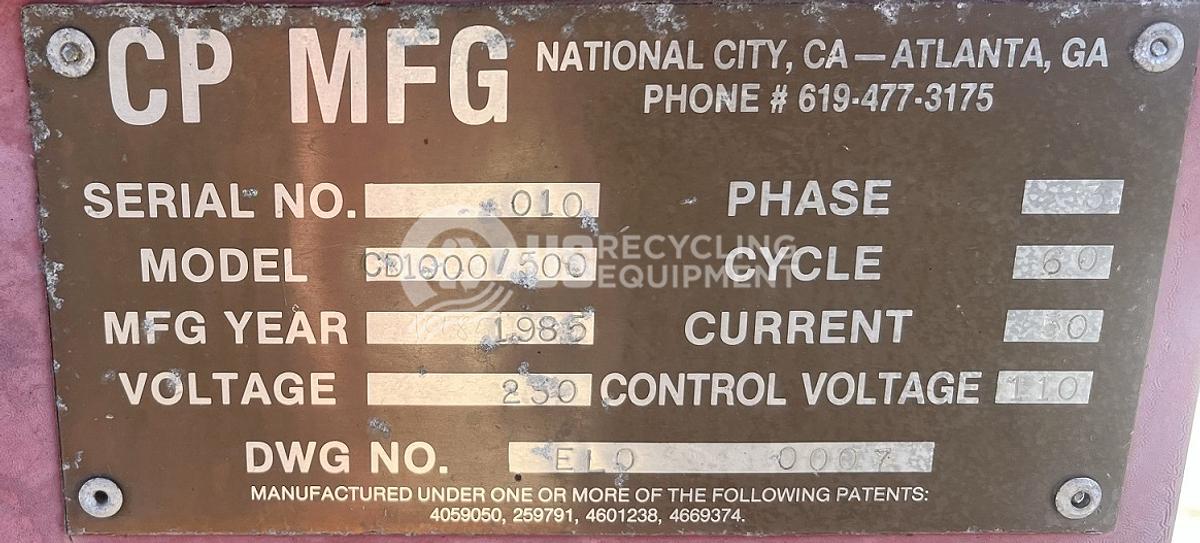 CP MFG
NATIONAL CITY, CA — ATLANTA, GA
PHONE # 619-477-3175
SERIAL NO. 010 PHASE 3
MODEL CD1000/500 CYCLE 60
MFG YEAR 1985 CURRENT 50
VOLTAGE 230 CONTROL VOLTAGE 110
DWG NO. ELO 0007
MANUFACTURED UNDER ONE OR MORE OF THE FOLLOWING PATENTS:
4059050, 259791, 4601238, 4669374.
US RECYCLING
EQUIPMENT